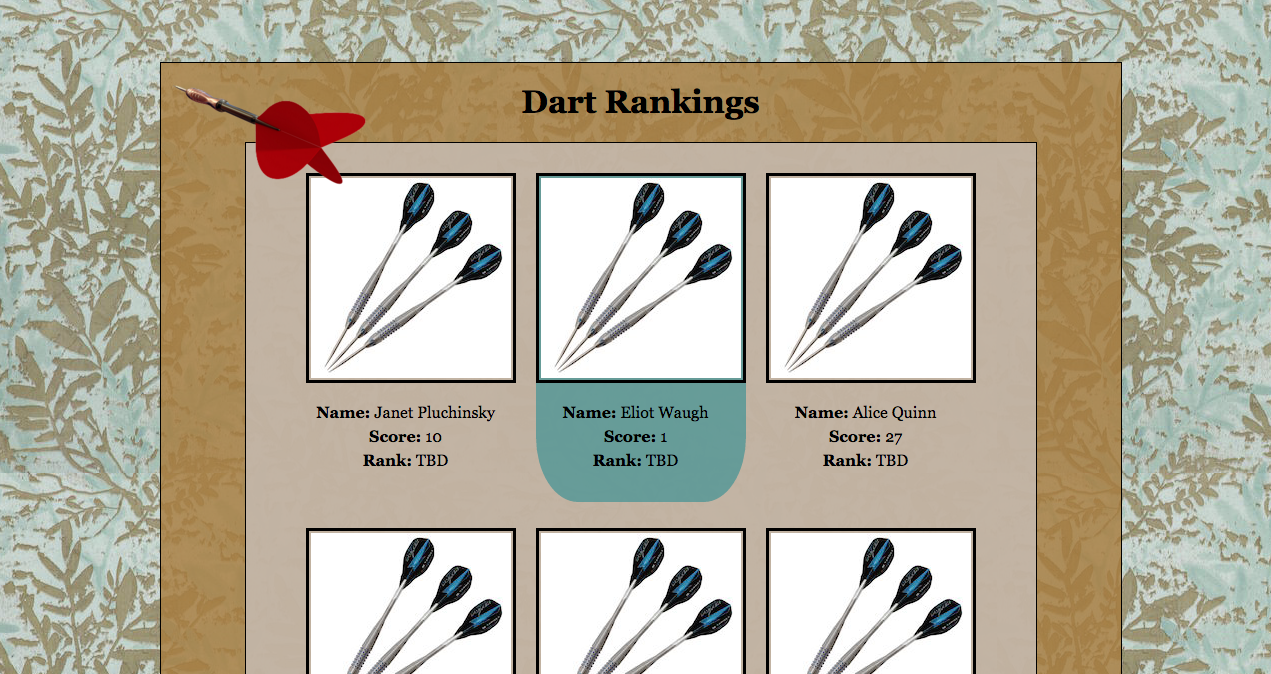 Dart Rankings
Name: Janet Pluchinsky
Score: 10
Rank: TBD
Name: Eliot Waugh
Score: 1
Rank: TBD
Name: Alice Quinn
Score: 27
Rank: TBD